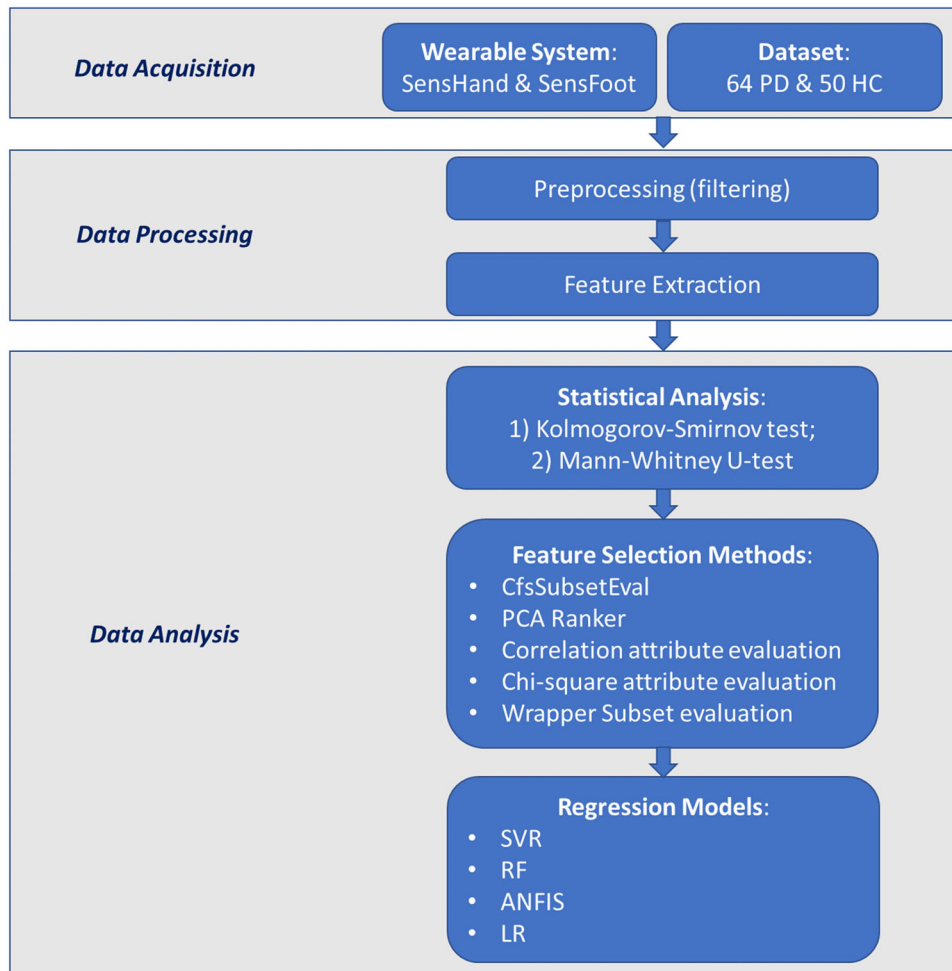 Data Acquisition
Wearable System:
SensHand & SensFoot
Dataset:
64 PD & 50 HC
Data Processing
Preprocessing (filtering)
Feature Extraction
Data Analysis
Statistical Analysis:
1) Kolmogorov-Smirnov test;
2) Mann-Whitney U-test
Feature Selection Methods:
• CfsSubsetEval
• PCA Ranker
• Correlation attribute evaluation
• Chi-square attribute evaluation
• Wrapper Subset evaluation
Regression Models:
• SVR
• RF
• ANFIS
• LR